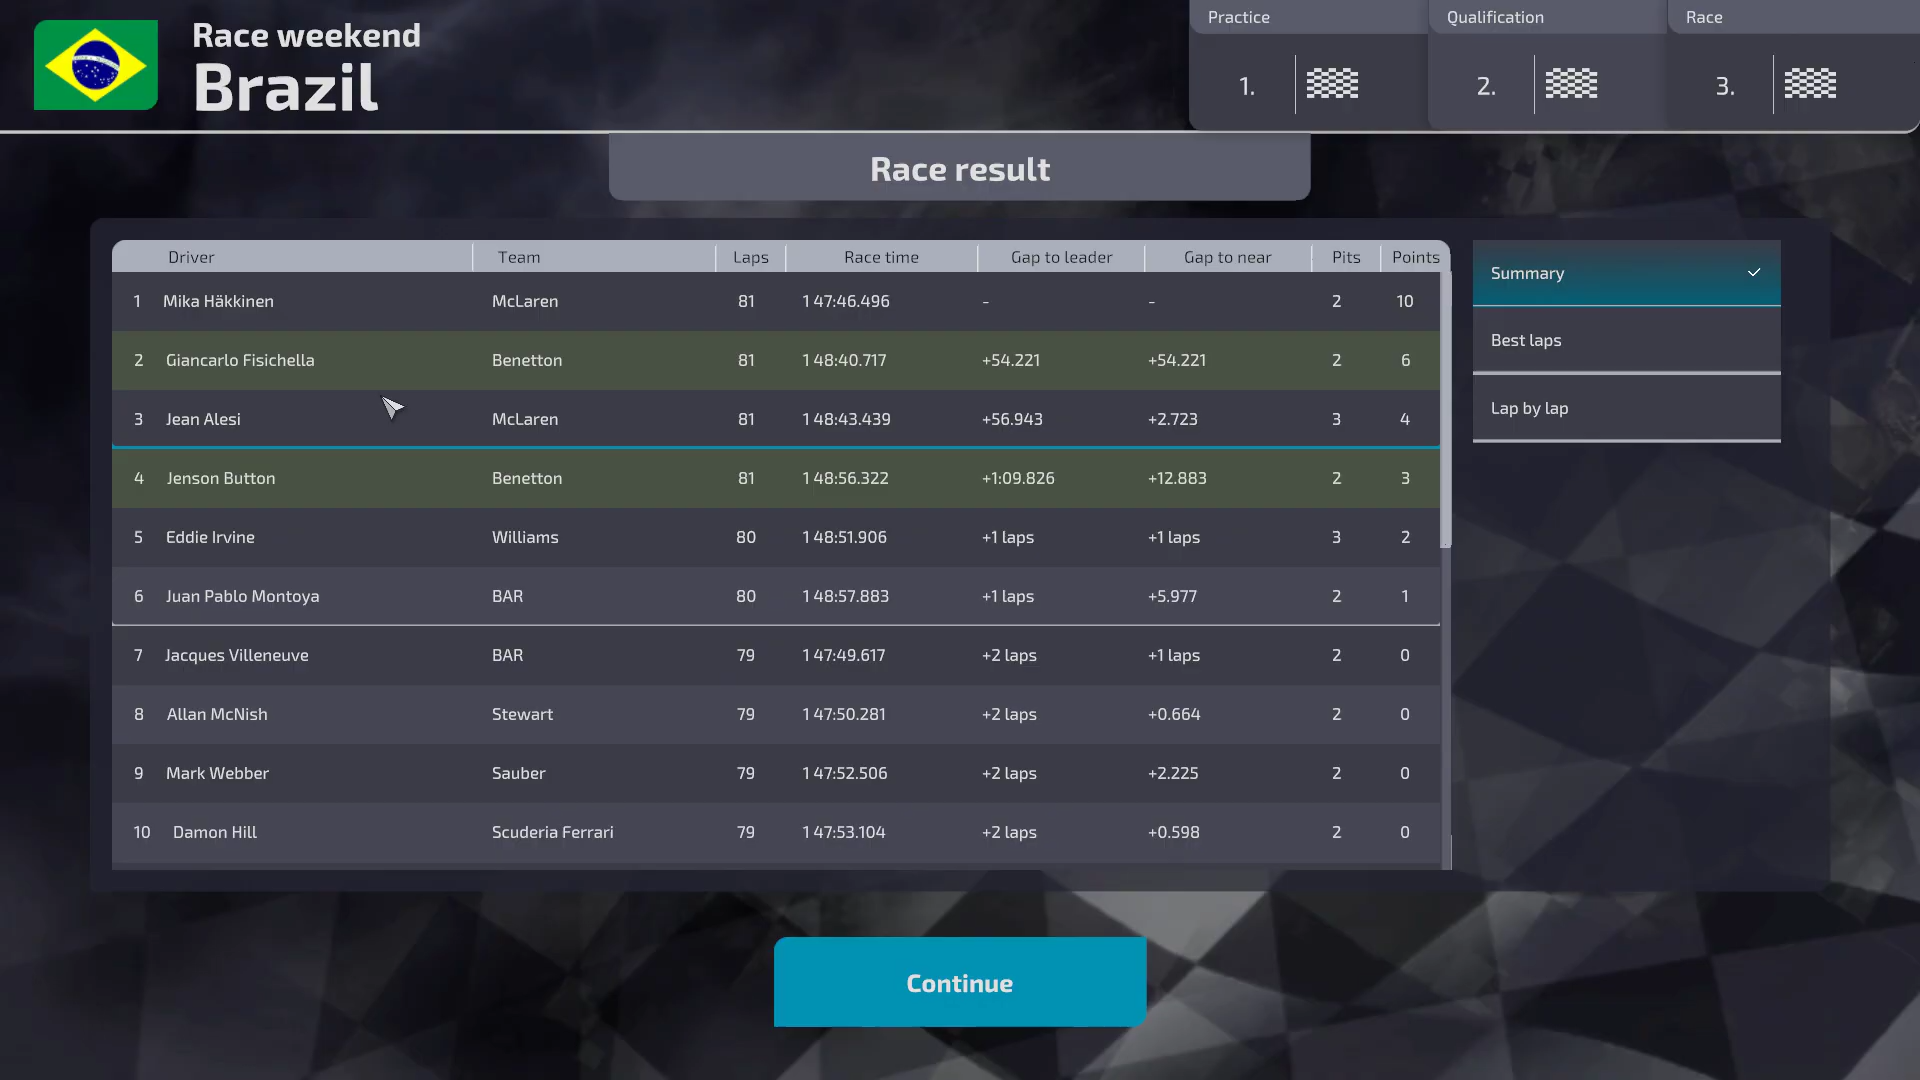 Race weekend
Brazil
Practice
Qualification
Race
1.
2.
3.
Race result
Driver Team Laps Race time Gap to leader Gap to near Pits Points
1 Mika Häkkinen McLaren 81 1 47:46.496 - - 2 10
2 Giancarlo Fisichella Benetton 81 1 48:40.717 +54.221 +54.221 2 6
3 Jean Alesi McLaren 81 1 48:43.439 +56.943 +2.723 3 4
4 Jenson Button Benetton 81 1 48:56.322 +1:09.826 +12.883 2 3
5 Eddie Irvine Williams 80 1 48:51.906 +1 laps +1 laps 3 2
6 Juan Pablo Montoya BAR 80 1 48:57.883 +1 laps +5.977 2 1
7 Jacques Villeneuve BAR 79 1 47:49.617 +2 laps +1 laps 2 0
8 Allan McNish Stewart 79 1 47:50.281 +2 laps +0.664 2 0
9 Mark Webber Sauber 79 1 47:52.506 +2 laps +2.225 2 0
10 Damon Hill Scuderia Ferrari 79 1 47:53.104 +2 laps +0.598 2 0
Summary
Best laps
Lap by lap
Continue